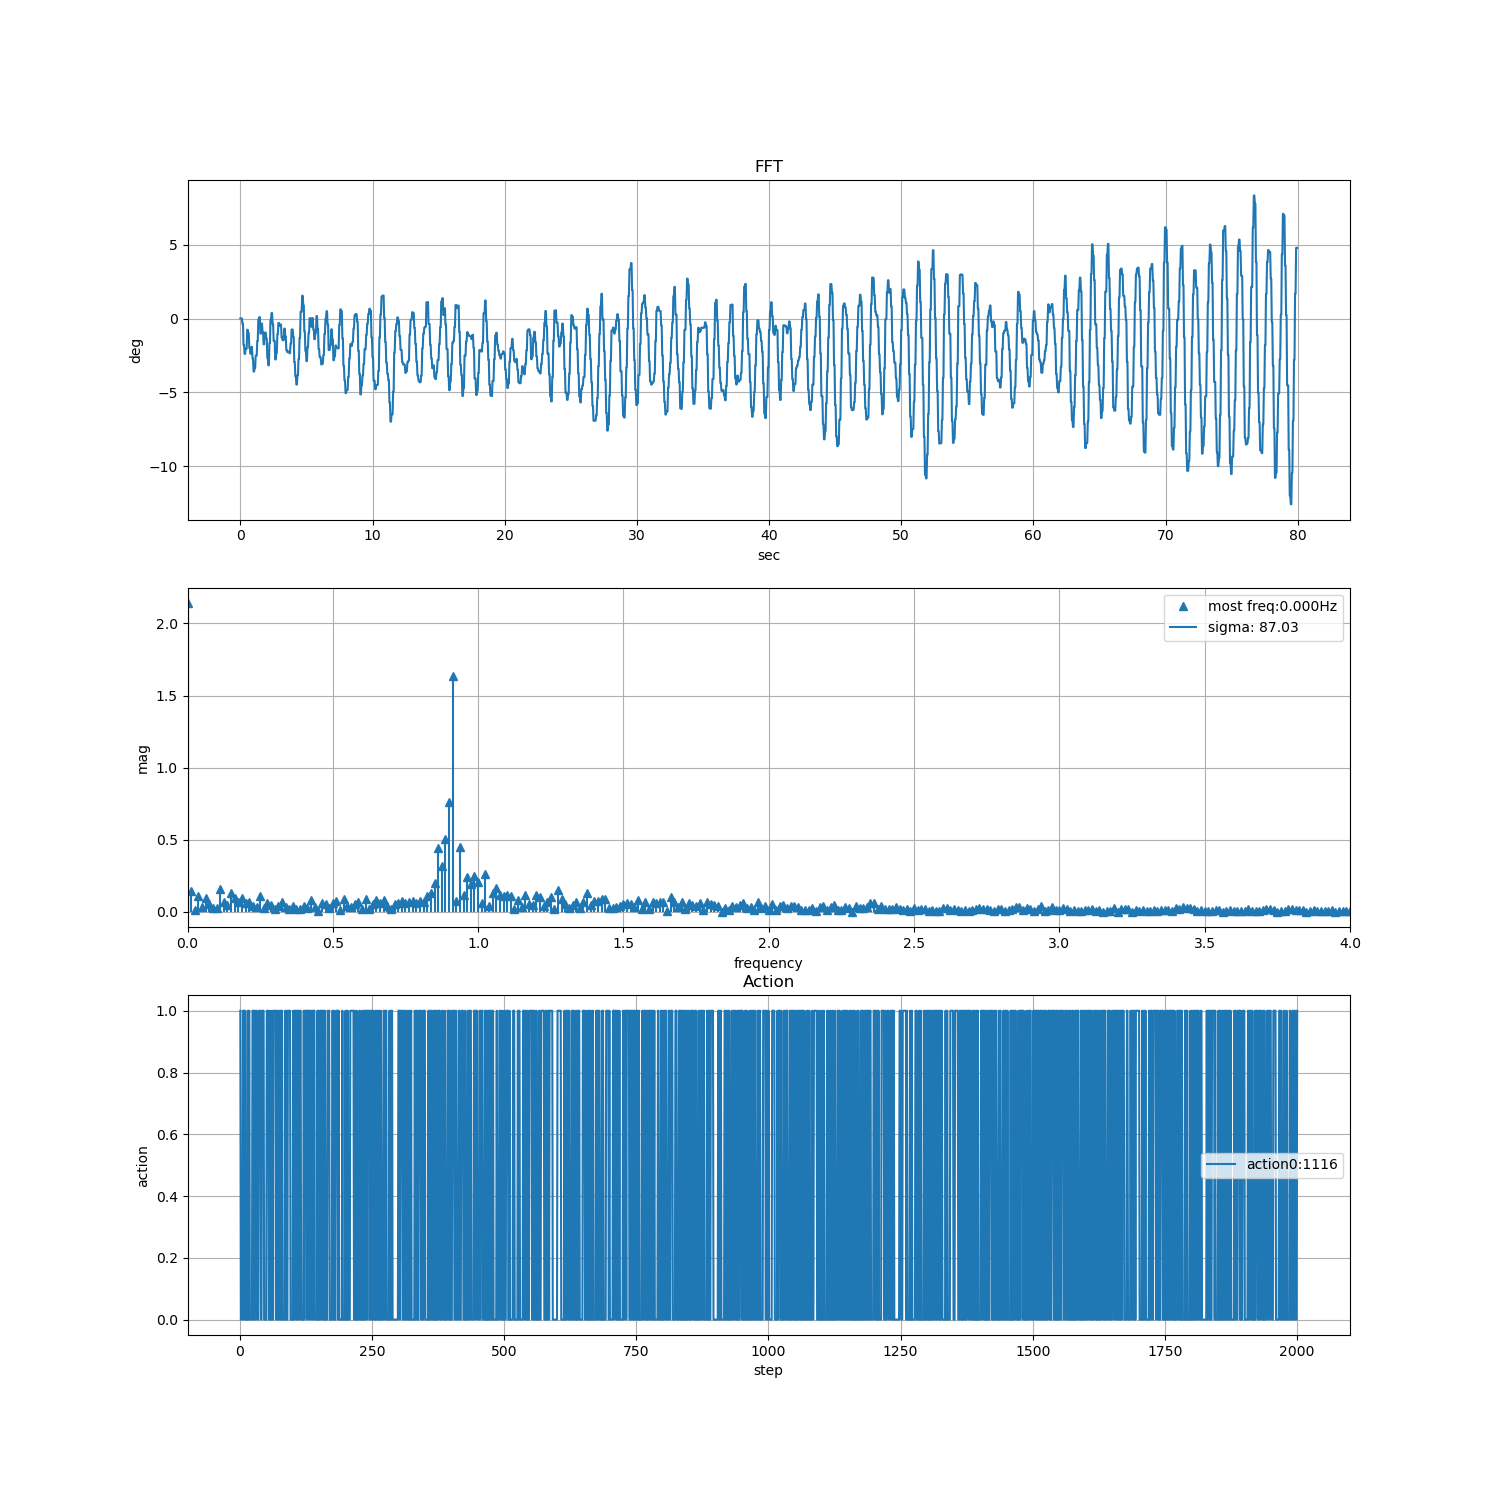 FFT
5
0
−5
−10
deg
0 10 20 30 40 50 60 70 80
sec
most freq:0.000Hz
sigma: 87.03
2.0
1.5
1.0
0.5
0.0
mag
0.0 0.5 1.0 1.5 2.0 2.5 3.0 3.5 4.0
frequency
Action
1.0
0.8
0.6
0.4
0.2
0.0
action
action0:1116
0 250 500 750 1000 1250 1500 1750 2000
step